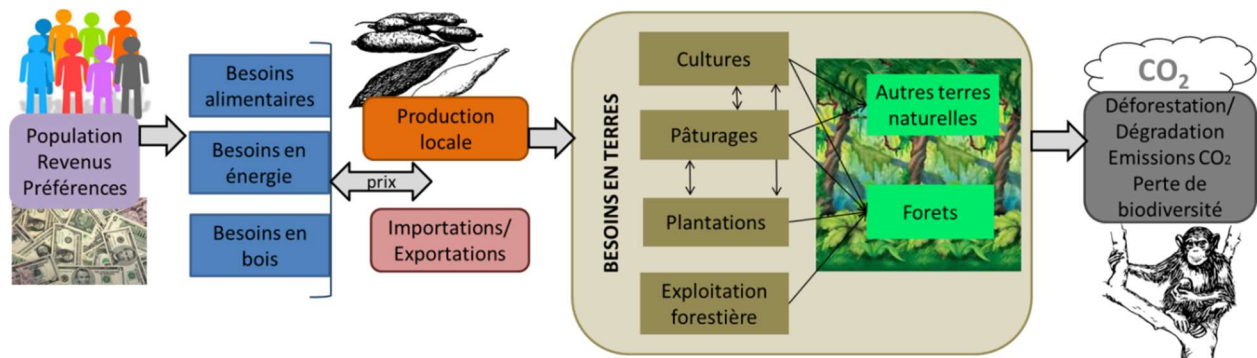 Population
Revenus
Préférences
Besoins
alimentaires
Besoins en
énergie
Besoins en
bois
prix
Production
locale
Importations/
Exportations
BESOINS EN TERRES
Cultures
Pâturages
Plantations
Exploitation
forestière
Autres terres
naturelles
Forets
CO₂
Déforestation/
Dégradation
Emissions CO₂
Perte de
biodiversité